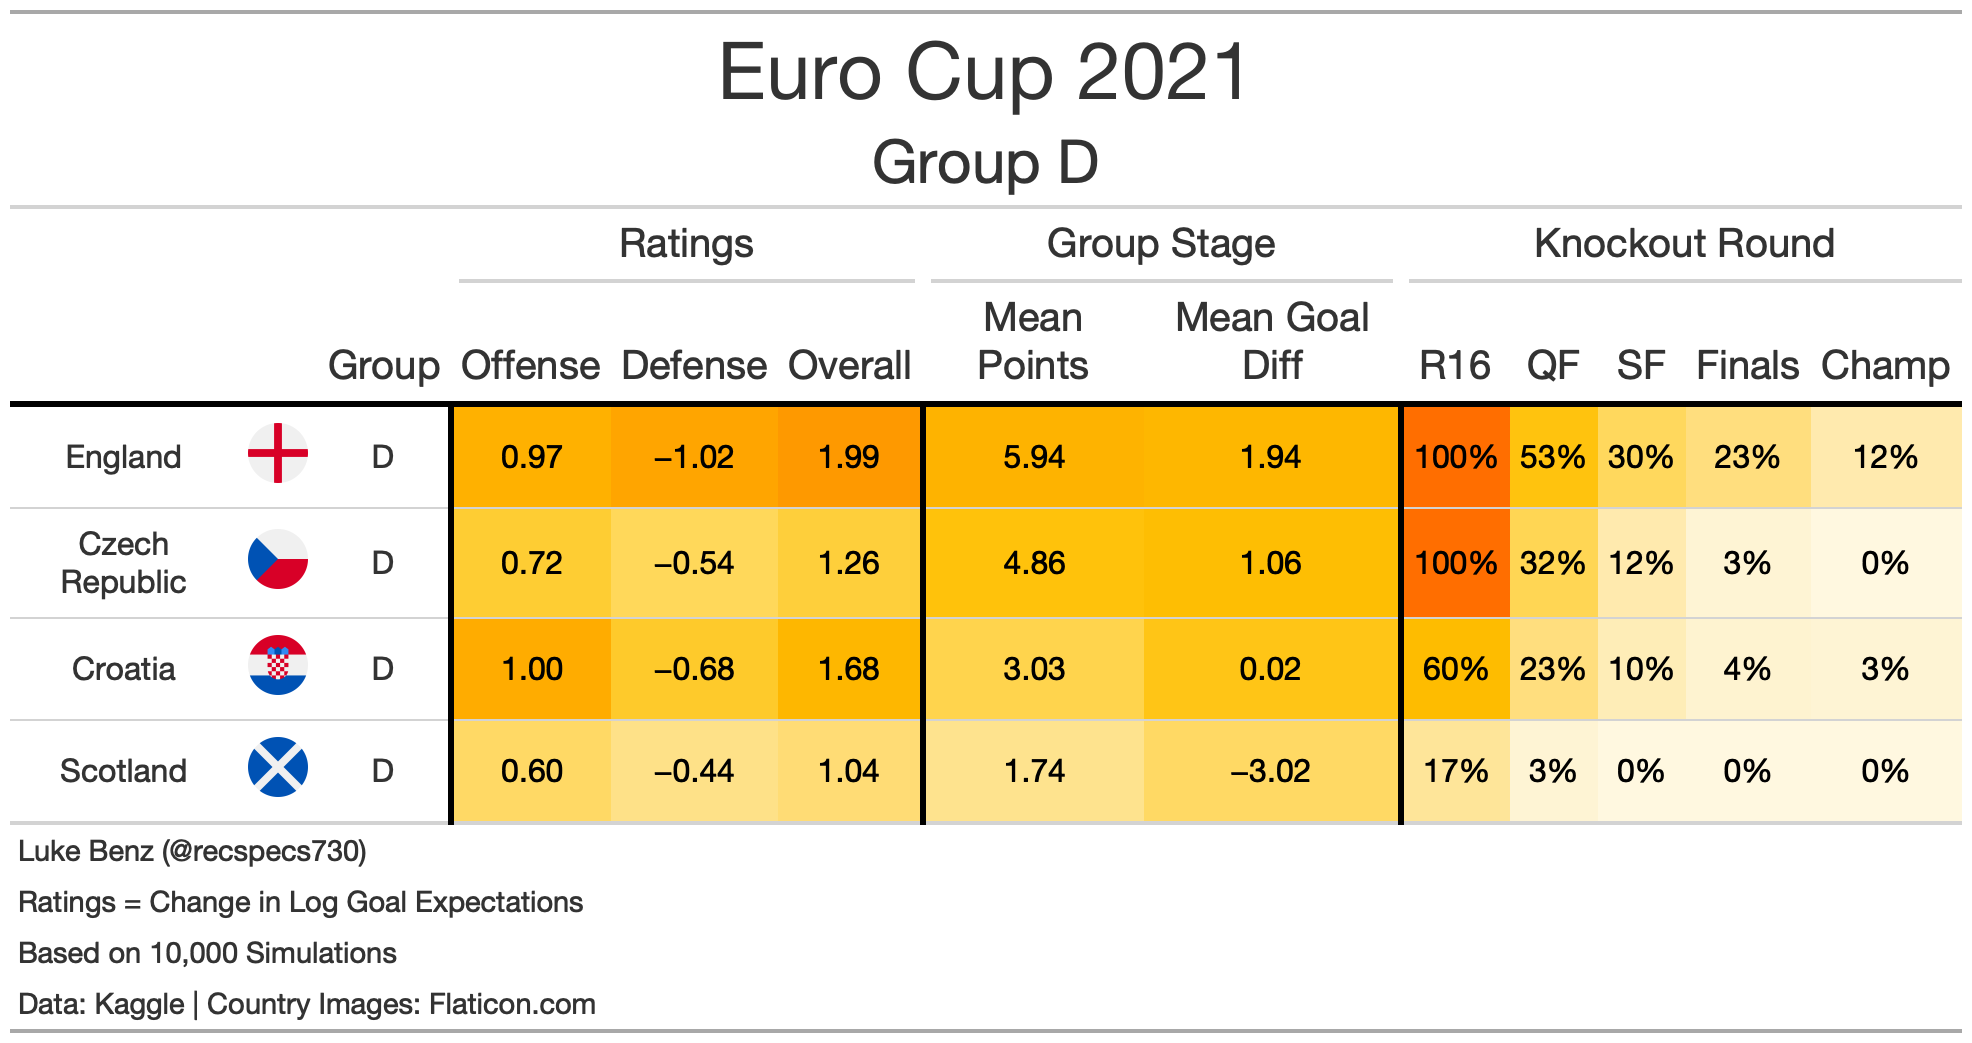 Euro Cup 2021
Group D
Ratings Group Stage Knockout Round
Group Offense Defense Overall Mean Points Mean Goal Diff R16 QF SF Finals Champ
England D 0.97 −1.02 1.99 5.94 1.94 100% 53% 30% 23% 12%
Czech Republic D 0.72 −0.54 1.26 4.86 1.06 100% 32% 12% 3% 0%
Croatia D 1.00 −0.68 1.68 3.03 0.02 60% 23% 10% 4% 3%
Scotland D 0.60 −0.44 1.04 1.74 −3.02 17% 3% 0% 0% 0%
Luke Benz (@recspecs730)
Ratings = Change in Log Goal Expectations
Based on 10,000 Simulations
Data: Kaggle | Country Images: Flaticon.com